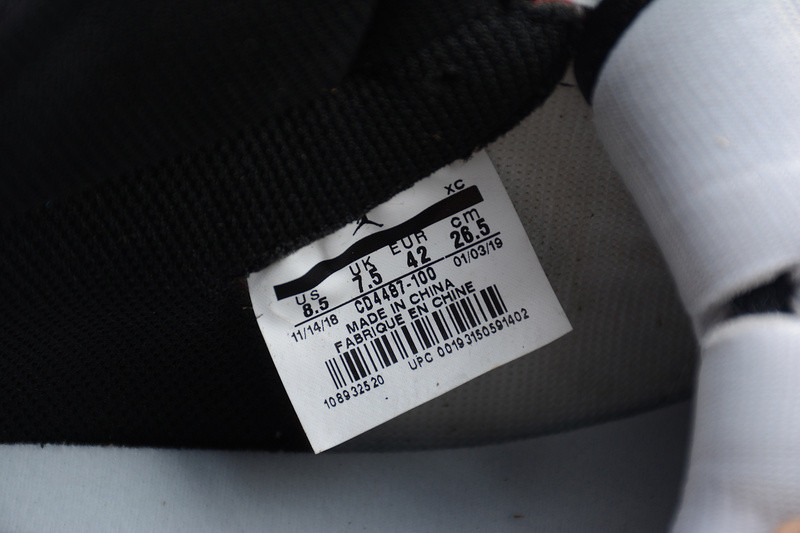 XC
US UK EUR cm
8.5 7.5 42 26.5
11/14/18 CD4487-100 01/03/19
MADE IN CHINA
FABRIQUE EN CHINE
108932520 UPC 00193150591402